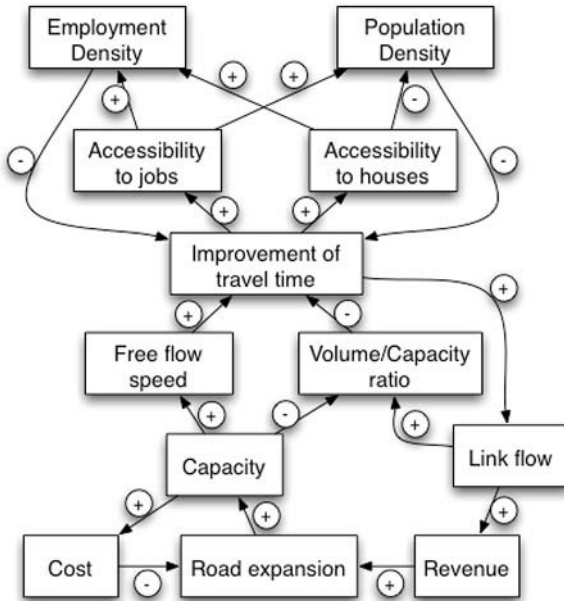 Employment
Density
Population
Density
+
+
+
-
-
-
Accessibility
to jobs
Accessibility
to houses
+
+
Improvement of
travel time
+
+
-
Free flow
speed
Volume/Capacity
ratio
+
-
+
Capacity
Link flow
+
+
+
Cost
-
Road expansion
+
Revenue